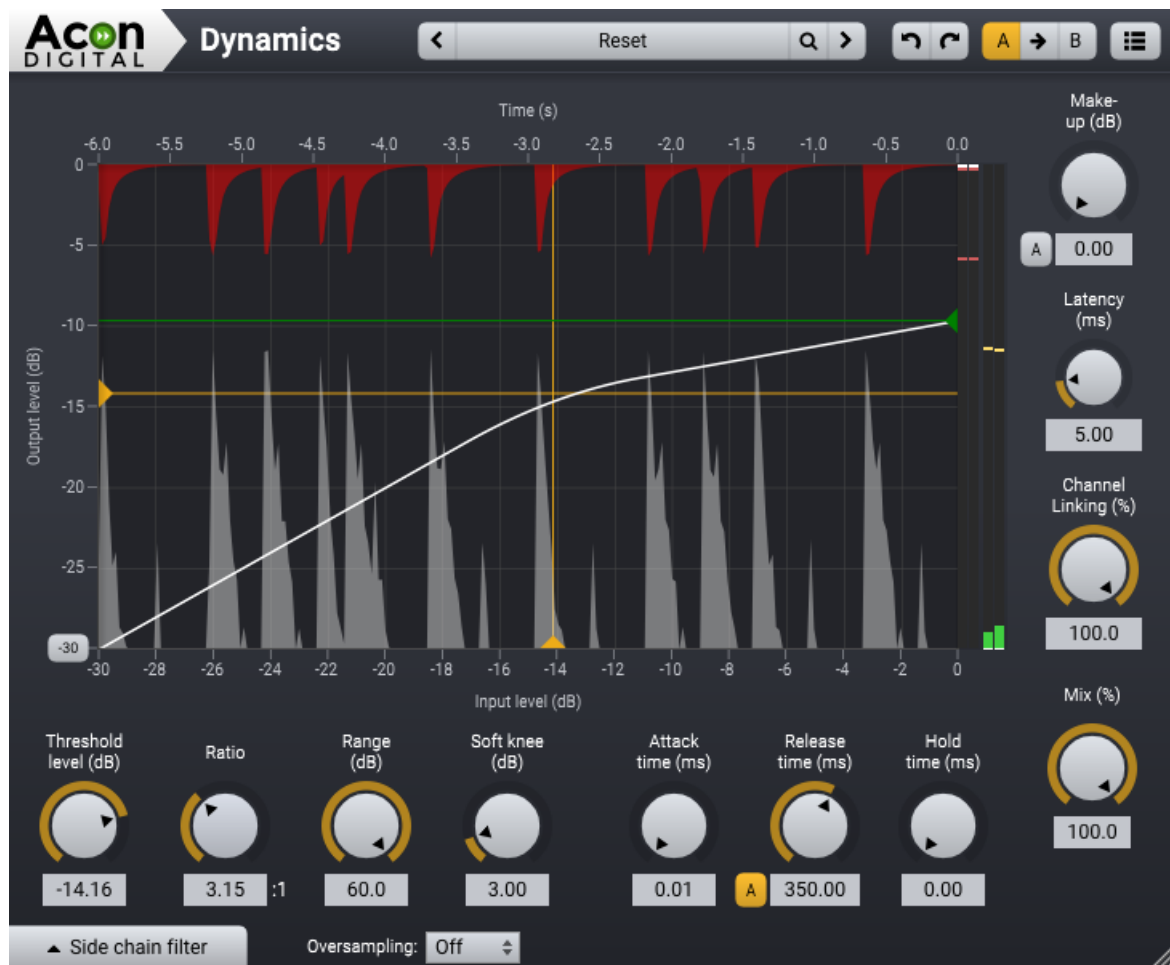 Acon Dynamics Reset A B
DIGITAL
Make-
up (dB)
A 0.00
Latency
(ms)
5.00
Channel
Linking (%)
100.0
Mix (%)
100.0
Time (s)
-6.0 -5.5 -5.0 -4.5 -4.0 -3.5 -3.0 -2.5 -2.0 -1.5 -1.0 -0.5 0.0
0
-5
-10
-15
-20
-25
-30
Output level (dB)
-30 -28 -26 -24 -22 -20 -18 -16 -14 -12 -10 -8 -6 -4 -2 0
Input level (dB)
Threshold
level (dB)
-14.16
Ratio
3.15 :1
Range
(dB)
60.0
Soft knee
(dB)
3.00
Attack
time (ms)
0.01
Release
time (ms)
A 350.00
Hold
time (ms)
0.00
Side chain filter Oversampling: Off